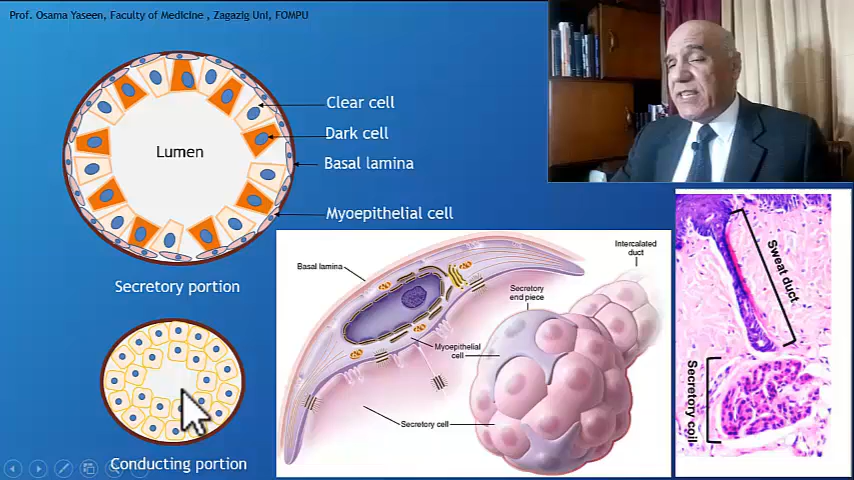 Prof. Osama Yaseen, Faculty of Medicine , Zagazig Uni, FOMPU
Clear cell
Dark cell
Lumen
Basal lamina
Myoepithelial cell
Secretory portion
Conducting portion
Basal lamina
Intercalated
duct
Secretory
end piece
Myoepithelial
cell
Secretory cell
Sweat duct
Secretory coil